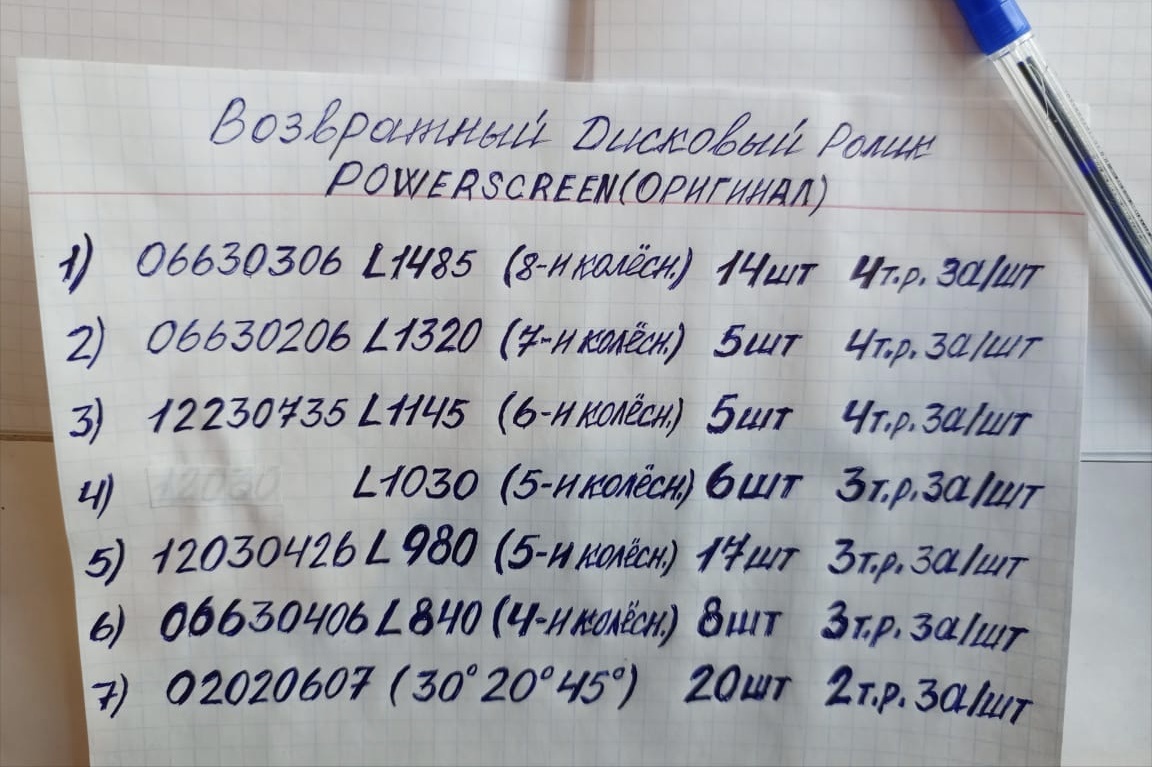 Возвратный Дисковый Ролик
POWERSCREEN(ОРИГИНАЛ)
1) 06630306 L1485 (8-и колёсн.) 14шт 4т.р. за/шт
2) 06630206 L1320 (7-и колёсн.) 5шт 4т.р. за/шт
3) 12230735 L1145 (6-и колёсн.) 5шт 4т.р. за/шт
4) L1030 (5-и колёсн.) 6шт 3т.р. за/шт
5) 12030426 L980 (5-и колёсн.) 17шт 3т.р. за/шт
6) 06630406 L840 (4-и колёсн.) 8шт 3т.р. за/шт
7) 02020607 (30° 20° 45°) 20шт 2т.р. за/шт